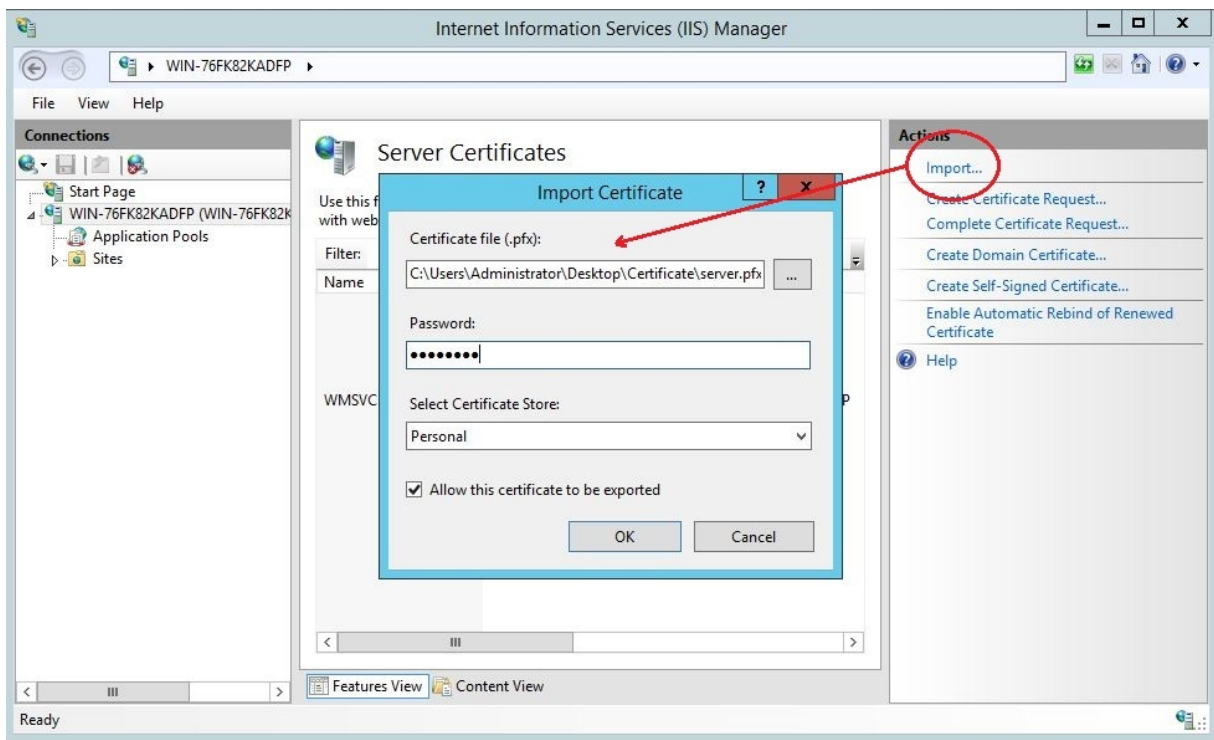 Internet Information Services (IIS) Manager
WIN-76FK82KADFP
File View Help
Connections
Start Page
WIN-76FK82KADFP (WIN-76FK82K
Application Pools
Sites
Server Certificates
Use this f
with web
Filter:
Name
WMSVC
P
Import Certificate
?
x
Certificate file (.pfx):
C:\Users\Administrator\Desktop\Certificate\server.pfx
...
Password:
••••••••
Select Certificate Store:
Personal
Allow this certificate to be exported
OK Cancel
Features View Content View
Actions
Import...
Create Certificate Request...
Complete Certificate Request...
Create Domain Certificate...
Create Self-Signed Certificate...
Enable Automatic Rebind of Renewed
Certificate
Help
Ready